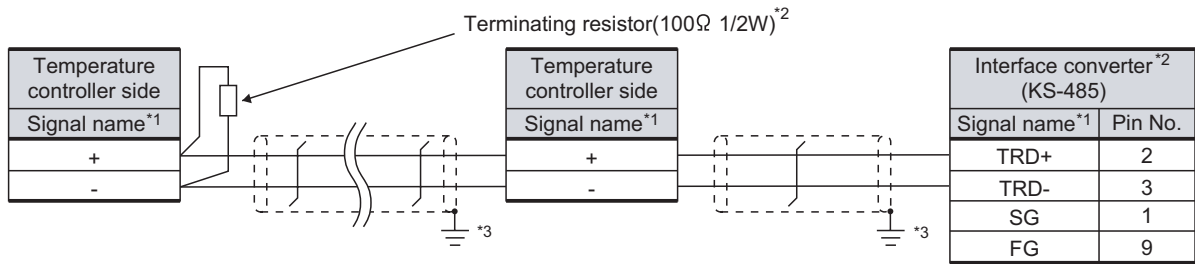 Terminating resistor(100Ω 1/2W)*2
Temperature
controller side
Signal name*1
+
-
*3
Temperature
controller side
Signal name*1
+
-
*3
Interface converter*2
(KS-485)
Signal name*1 Pin No.
TRD+ 2
TRD- 3
SG 1
FG 9